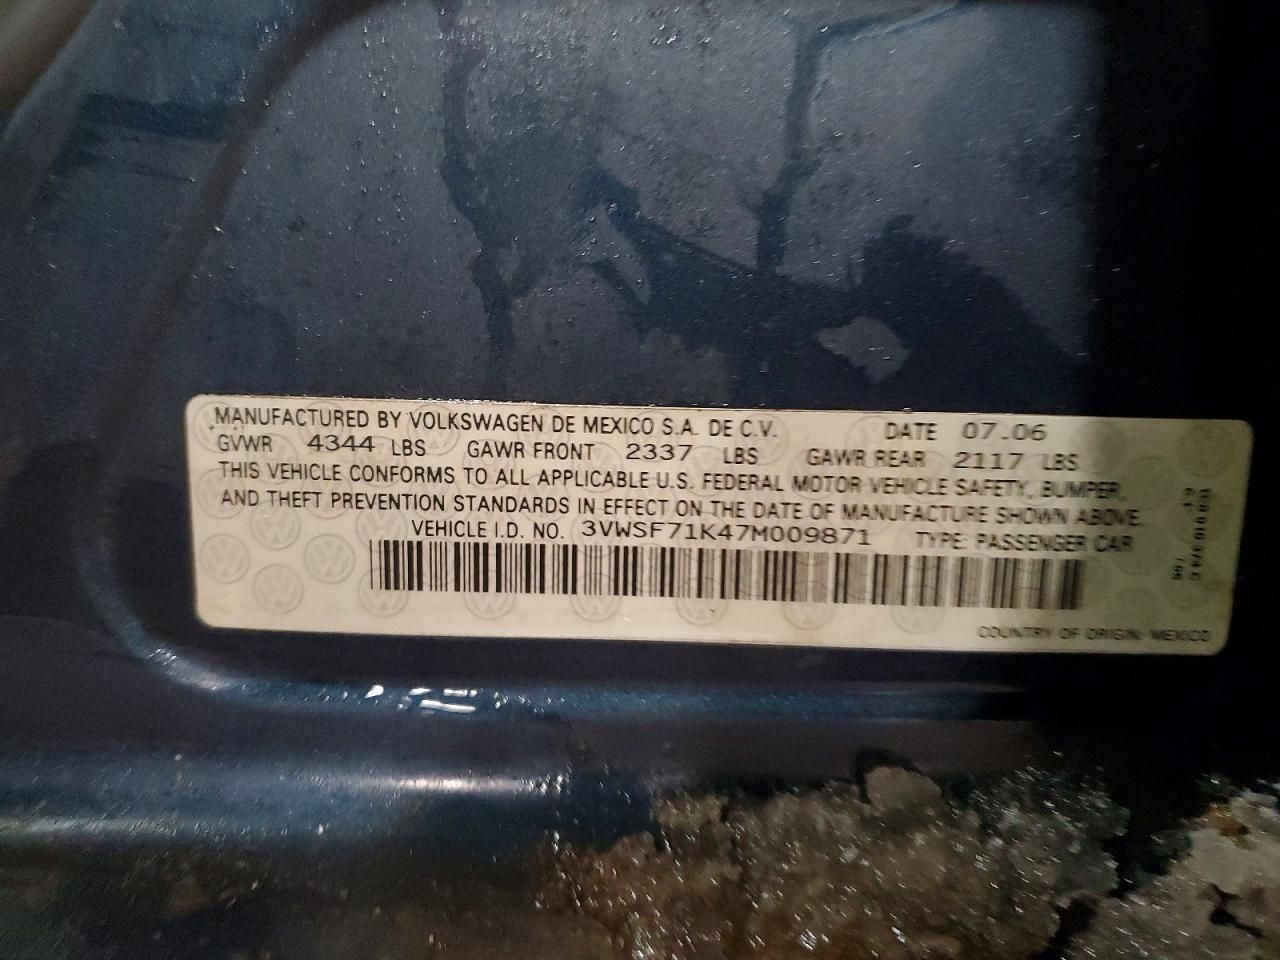 MANUFACTURED BY VOLKSWAGEN DE MEXICO S.A. DE C.V. DATE 07.06
GVWR 4344 LBS GAWR FRONT 2337 LBS GAWR REAR 2117 LBS
THIS VEHICLE CONFORMS TO ALL APPLICABLE U.S. FEDERAL MOTOR VEHICLE SAFETY, BUMPER,
AND THEFT PREVENTION STANDARDS IN EFFECT ON THE DATE OF MANUFACTURE SHOWN ABOVE.
VEHICLE I.D. NO. 3VWSF71K47M009871 TYPE: PASSENGER CAR
COUNTRY OF ORIGIN: MEXICO